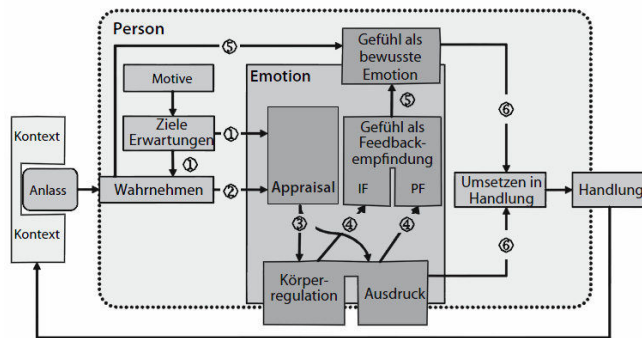 Person
⑤
Gefühl als
bewusste
Emotion
Motive
Emotion
⑤
⑥
Kontext
Ziele
Erwartungen
①
Gefühl als
Feedback-
empfindung
①
Anlass
Wahrnehmen
②
Appraisal
IF
PF
Umsetzen in
Handlung
Handlung
Kontext
③
④
④
⑥
Körper-
regulation
Ausdruck